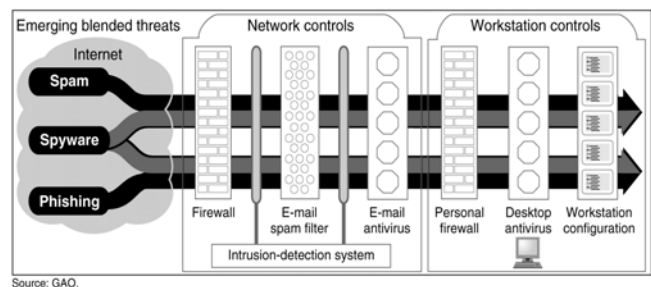 Emerging blended threats
Network controls
Workstation controls
Internet
Spam
Spyware
Phishing
Firewall
E-mail
spam filter
E-mail
antivirus
Personal
firewall
Desktop
antivirus
Workstation
configuration
Intrusion-detection system
Source: GAO.